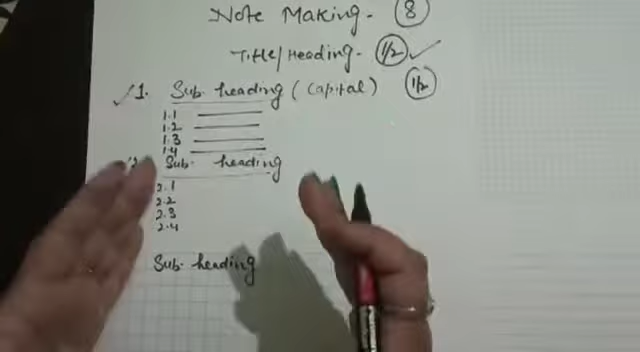 Note Making- 8
Title/Heading- 1/2 ✓
✓1. Sub. heading (Capital) 1/2
1.1
1.2
1.3
1.4
2. Sub. heading
2.1
2.2
2.3
2.4
Sub. heading